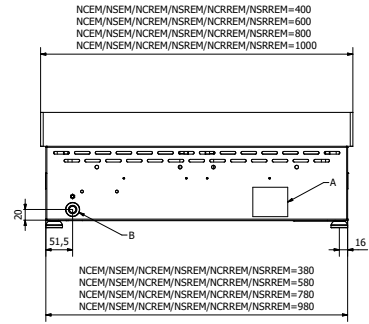 NCEM/NSEM/NCREM/NSREM/NCRREM/NSRREM=400
NCEM/NSEM/NCREM/NSREM/NCRREM/NSRREM=600
NCEM/NSEM/NCREM/NSREM/NCRREM/NSRREM=800
NCEM/NSEM/NCREM/NSREM/NCRREM/NSRREM=1000
A
20
B
51,5
16
NCEM/NSEM/NCREM/NSREM/NCRREM/NSRREM=380
NCEM/NSEM/NCREM/NSREM/NCRREM/NSRREM=580
NCEM/NSEM/NCREM/NSREM/NCRREM/NSRREM=780
NCEM/NSEM/NCREM/NSREM/NCRREM/NSRREM=980